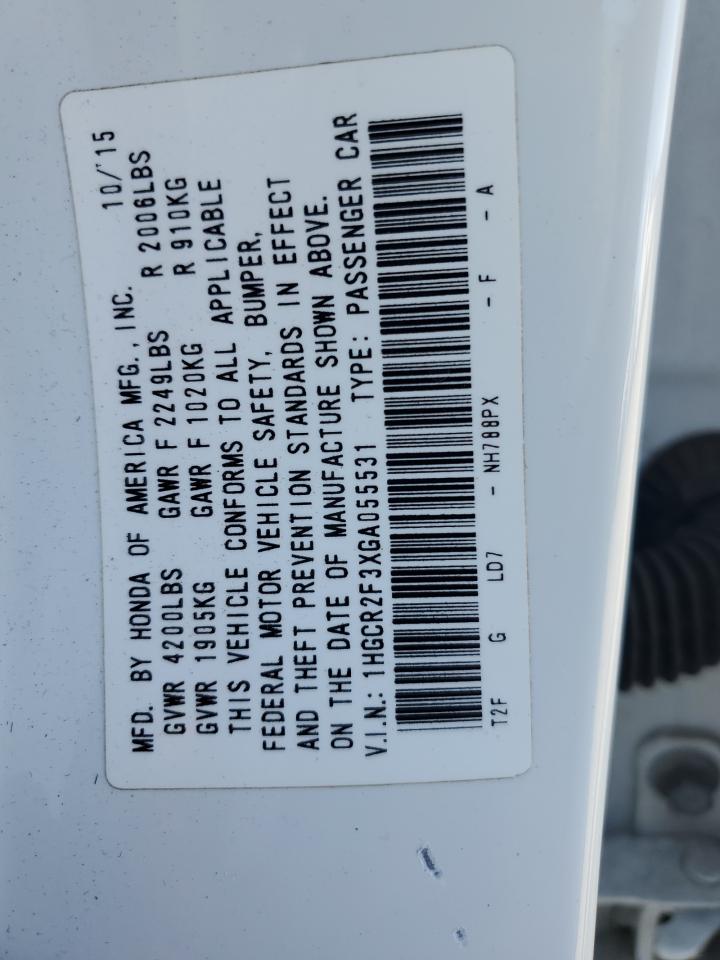 MFD. BY HONDA OF AMERICA MFG., INC. 10/'15
GVWR 4200LBS GAWR F 2249LBS R 2006LBS
GVWR 1905KG GAWR F 1020KG R 910KG
THIS VEHICLE CONFORMS TO ALL APPLICABLE
FEDERAL MOTOR VEHICLE SAFETY, BUMPER,
AND THEFT PREVENTION STANDARDS IN EFFECT
ON THE DATE OF MANUFACTURE SHOWN ABOVE.
V.I.N.: 1HGCR2F3XGA055531 TYPE: PASSENGER CAR
T2F G LD7 - NH788PX - F - A